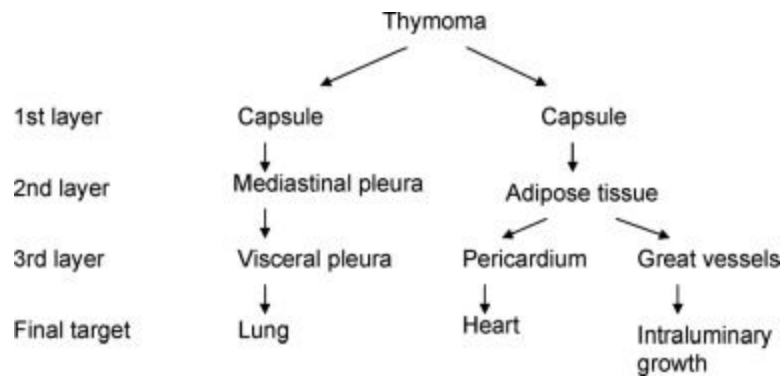 Thymoma
1st layer Capsule Capsule
2nd layer Mediastinal pleura Adipose tissue
3rd layer Visceral pleura Pericardium Great vessels
Final target Lung Heart Intraluminary
growth